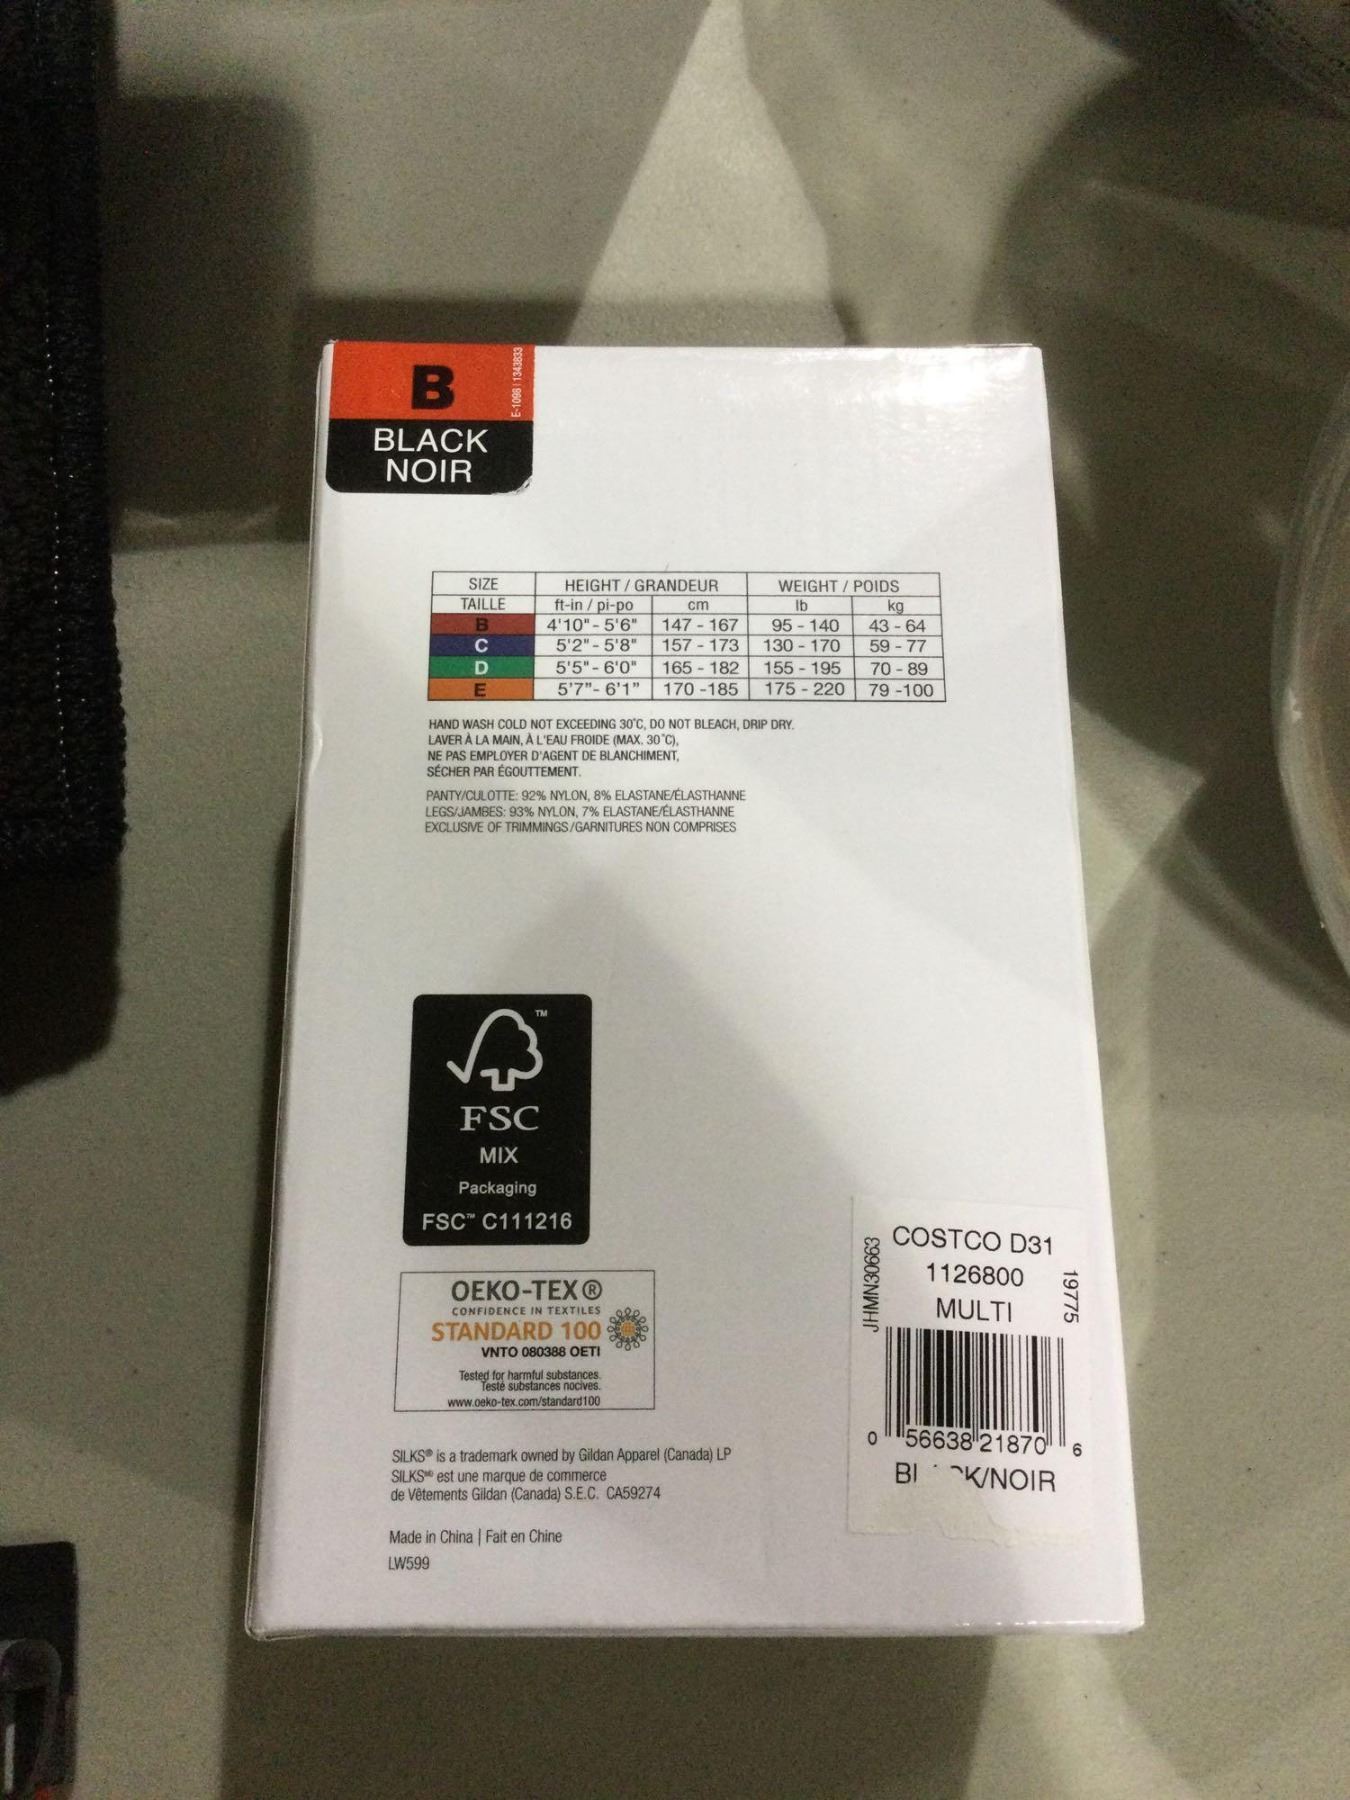 B
E-1098 | 1343833
BLACK
NOIR
SIZE HEIGHT / GRANDEUR WEIGHT / POIDS
TAILLE ft-in / pi-po cm lb kg
B 4'10" - 5'6" 147 - 167 95 - 140 43 - 64
C 5'2" - 5'8" 157 - 173 130 - 170 59 - 77
D 5'5" - 6'0" 165 - 182 155 - 195 70 - 89
E 5'7"- 6'1" 170 -185 175 - 220 79 -100
HAND WASH COLD NOT EXCEEDING 30°C, DO NOT BLEACH, DRIP DRY.
LAVER À LA MAIN, À L'EAU FROIDE (MAX. 30°C),
NE PAS EMPLOYER D'AGENT DE BLANCHIMENT,
SÉCHER PAR ÉGOUTTEMENT.
PANTY/CULOTTE: 92% NYLON, 8% ELASTANE/ÉLASTHANNE
LEGS/JAMBES: 93% NYLON, 7% ELASTANE/ÉLASTHANNE
EXCLUSIVE OF TRIMMINGS/GARNITURES NON COMPRISES
TM
FSC
MIX
Packaging
FSC™ C111216
OEKO-TEX®
CONFIDENCE IN TEXTILES
STANDARD 100
VNTO 080388 OETI
Tested for harmful substances.
Testé substances nocives.
www.oeko-tex.com/standard100
SILKS® is a trademark owned by Gildan Apparel (Canada) LP
SILKS᠎ᴹᴰ est une marque de commerce
de Vêtements Gildan (Canada) S.E.C. CA59274
Made in China | Fait en Chine
LW599
COSTCO D31
1126800
MULTI
JHMN30663
19775
0 56638 21870 6
K/NOIR